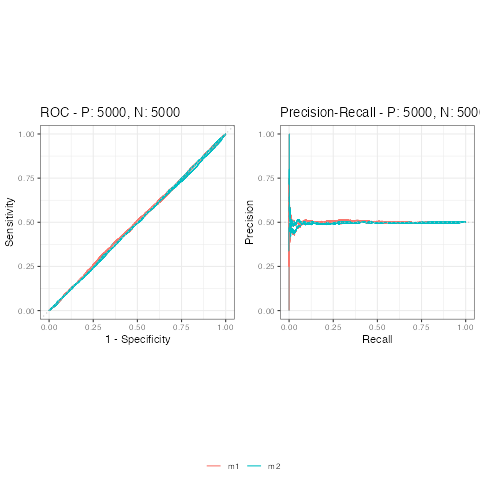 ROC - P: 5000, N: 5000
1.00
0.75
0.50
0.25
0.00
Sensitivity
0.00 0.25 0.50 0.75 1.00
1 - Specificity
Precision-Recall - P: 5000, N: 500
1.00
0.75
0.50
0.25
0.00
Precision
0.00 0.25 0.50 0.75 1.00
Recall
m1 m2